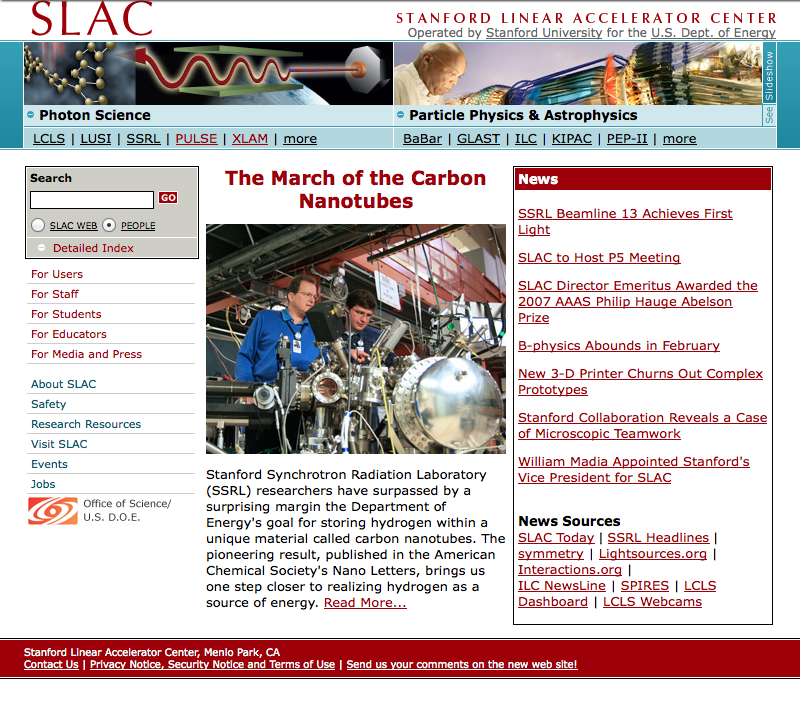 SLAC
STANFORD LINEAR ACCELERATOR CENTER
Operated by Stanford University for the U.S. Dept. of Energy
See Slideshow
Photon Science
Particle Physics & Astrophysics
LCLS | LUSI | SSRL | PULSE | XLAM | more
BaBar | GLAST | ILC | KIPAC | PEP-II | more
Search
GO
SLAC WEB PEOPLE
Detailed Index
For Users
For Staff
For Students
For Educators
For Media and Press
About SLAC
Safety
Research Resources
Visit SLAC
Events
Jobs
Office of Science/
U.S. D.O.E.
The March of the Carbon
Nanotubes
Stanford Synchrotron Radiation Laboratory
(SSRL) researchers have surpassed by a
surprising margin the Department of
Energy's goal for storing hydrogen within a
unique material called carbon nanotubes. The
pioneering result, published in the American
Chemical Society's Nano Letters, brings us
one step closer to realizing hydrogen as a
source of energy. Read More...
News
SSRL Beamline 13 Achieves First
Light
SLAC to Host P5 Meeting
SLAC Director Emeritus Awarded the
2007 AAAS Philip Hauge Abelson
Prize
B-physics Abounds in February
New 3-D Printer Churns Out Complex
Prototypes
Stanford Collaboration Reveals a Case
of Microscopic Teamwork
William Madia Appointed Stanford's
Vice President for SLAC
News Sources
SLAC Today | SSRL Headlines |
symmetry | Lightsources.org |
Interactions.org |
ILC NewsLine | SPIRES | LCLS
Dashboard | LCLS Webcams
Stanford Linear Accelerator Center, Menlo Park, CA
Contact Us | Privacy Notice, Security Notice and Terms of Use | Send us your comments on the new web site!